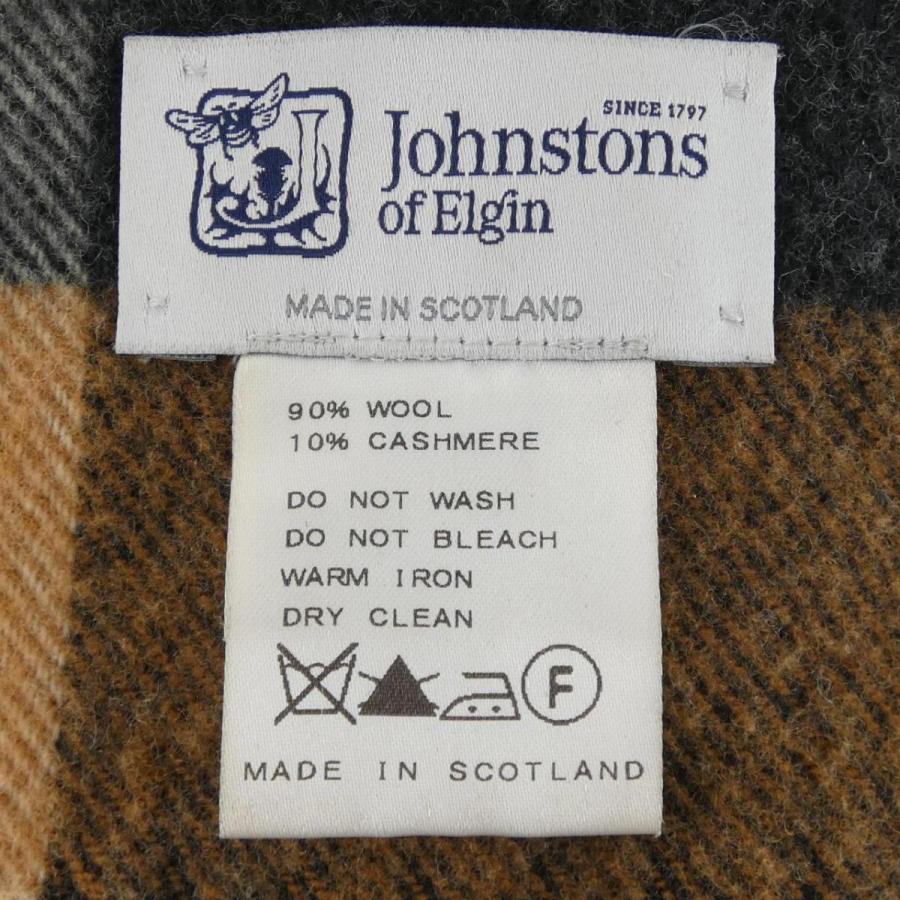 SINCE 1797
Johnstons
of Elgin
MADE IN SCOTLAND
90% WOOL
10% CASHMERE
DO NOT WASH
DO NOT BLEACH
WARM IRON
DRY CLEAN
F
MADE IN SCOTLAND